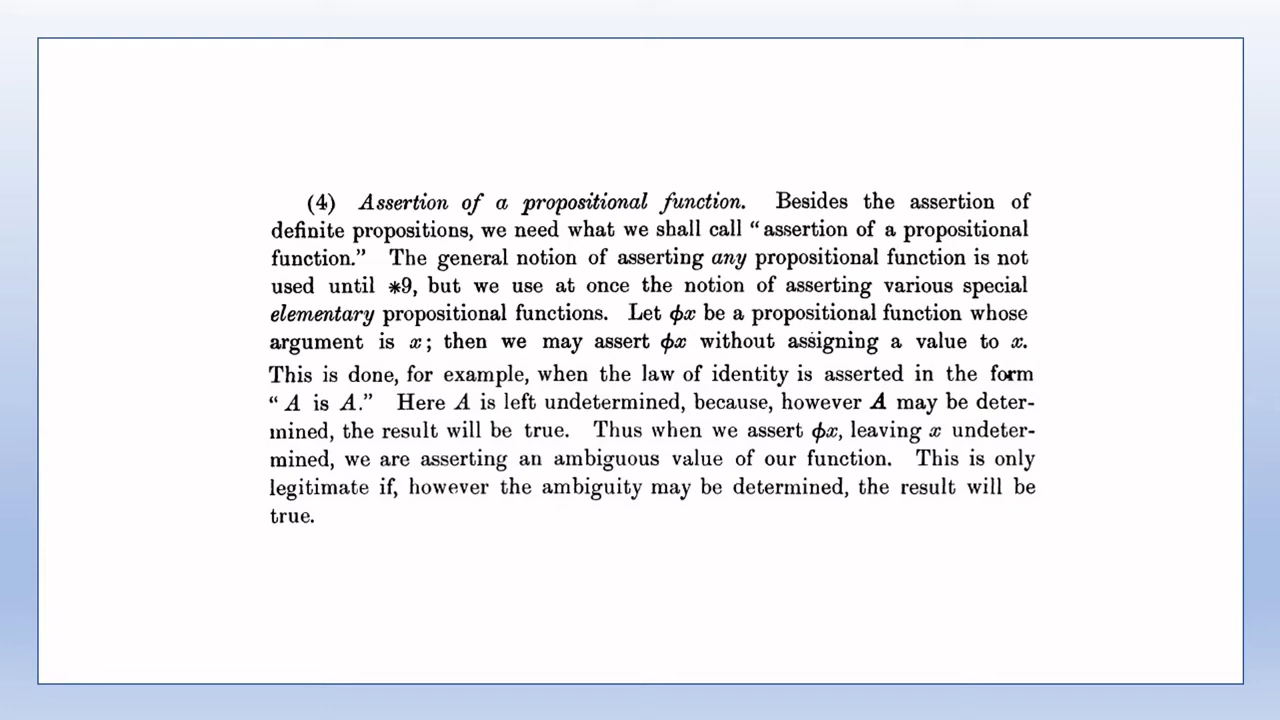 (4) Assertion of a propositional function. Besides the assertion of
definite propositions, we need what we shall call “assertion of a propositional
function.” The general notion of asserting any propositional function is not
used until *9, but we use at once the notion of asserting various special
elementary propositional functions. Let ϕx be a propositional function whose
argument is x; then we may assert ϕx without assigning a value to x.
This is done, for example, when the law of identity is asserted in the form
“A is A.” Here A is left undetermined, because, however A may be deter-
mined, the result will be true. Thus when we assert ϕx, leaving x undeter-
mined, we are asserting an ambiguous value of our function. This is only
legitimate if, however the ambiguity may be determined, the result will be
true.